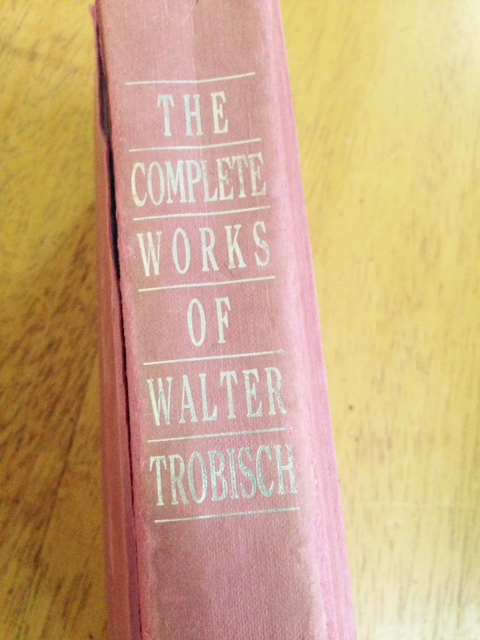 THE
COMPLETE
WORKS
OF
WALTER
TROBISCH